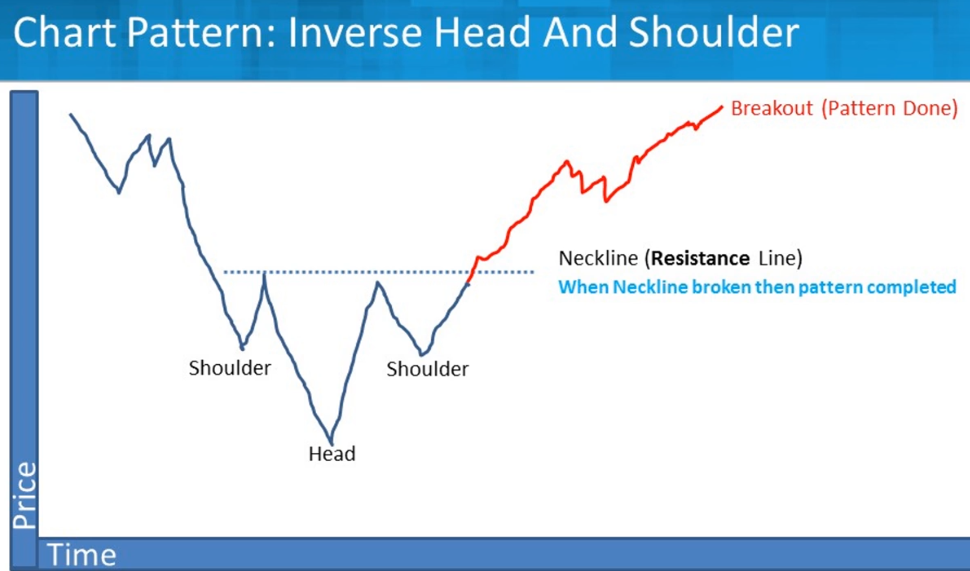 Chart Pattern: Inverse Head And Shoulder
Breakout (Pattern Done)
Neckline (Resistance Line)
When Neckline broken then pattern completed
Shoulder
Shoulder
Head
Price
Time